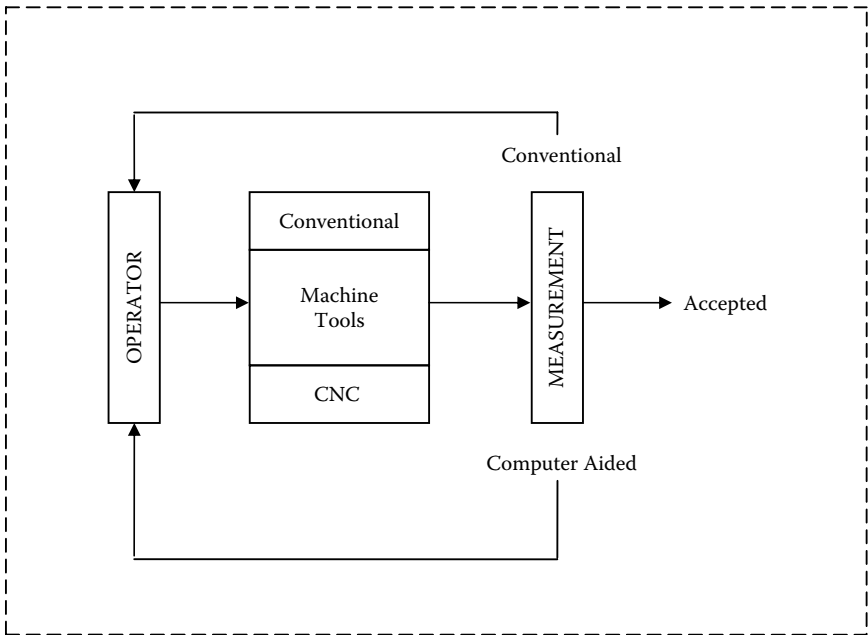 Conventional
OPERATOR
Conventional
Machine
Tools
CNC
MEASUREMENT
Accepted
Computer Aided